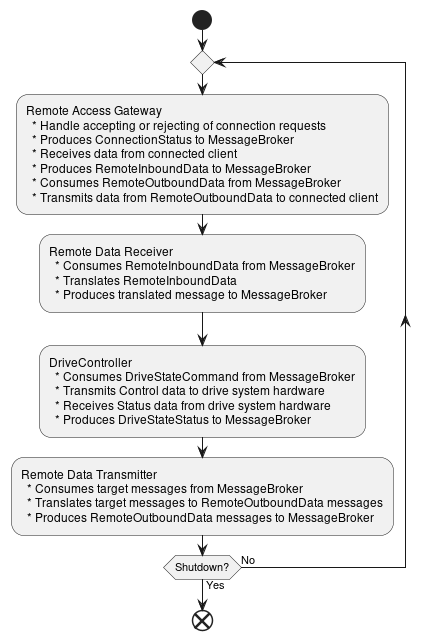 Remote Access Gateway
* Handle accepting or rejecting of connection requests
* Produces ConnectionStatus to MessageBroker
* Receives data from connected client
* Produces RemoteInboundData to MessageBroker
* Consumes RemoteOutboundData from MessageBroker
* Transmits data from RemoteOutboundData to connected client
Remote Data Receiver
* Consumes RemoteInboundData from MessageBroker
* Translates RemoteInboundData
* Produces translated message to MessageBroker
DriveController
* Consumes DriveStateCommand from MessageBroker
* Transmits Control data to drive system hardware
* Receives Status data from drive system hardware
* Produces DriveStateStatus to MessageBroker
Remote Data Transmitter
* Consumes target messages from MessageBroker
* Translates target messages to RemoteOutboundData messages
* Produces RemoteOutboundData messages to MessageBroker
Shutdown?
No
Yes